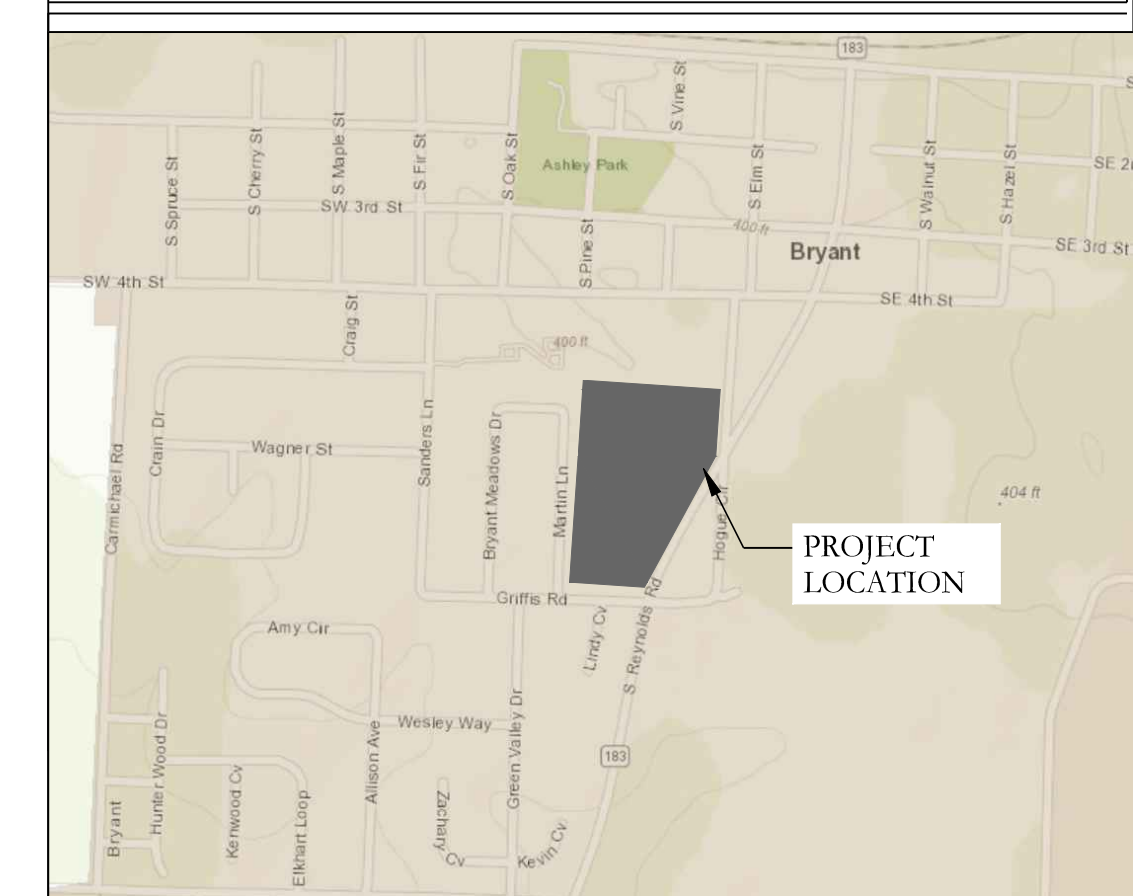 183
S Vine St
S Cherry St
S Maple St
S Fir St
S Oak St
Ashley Park
S Elm St
S Walnut St
S Hazel St
S Spruce St
SW 3rd St
S Pine St
400 ft
Bryant
SE 3rd St
SW 4th St
SE 4th St
Craig St
400 ft
Crain Dr
Wagner St
Sanders Ln
Bryant Meadows Dr
Martin Ln
Carmichael Rd
404 ft
PROJECT
LOCATION
Griffis Rd
Amy Cir
Lindy Cv
S Reynolds Rd
Wesley Way
Green Valley Dr
183
Hunter Wood Dr
Allison Ave
Bryant
Kenwood Cv
Elkhart Loop
Zachary
Cv
Kevin Cv